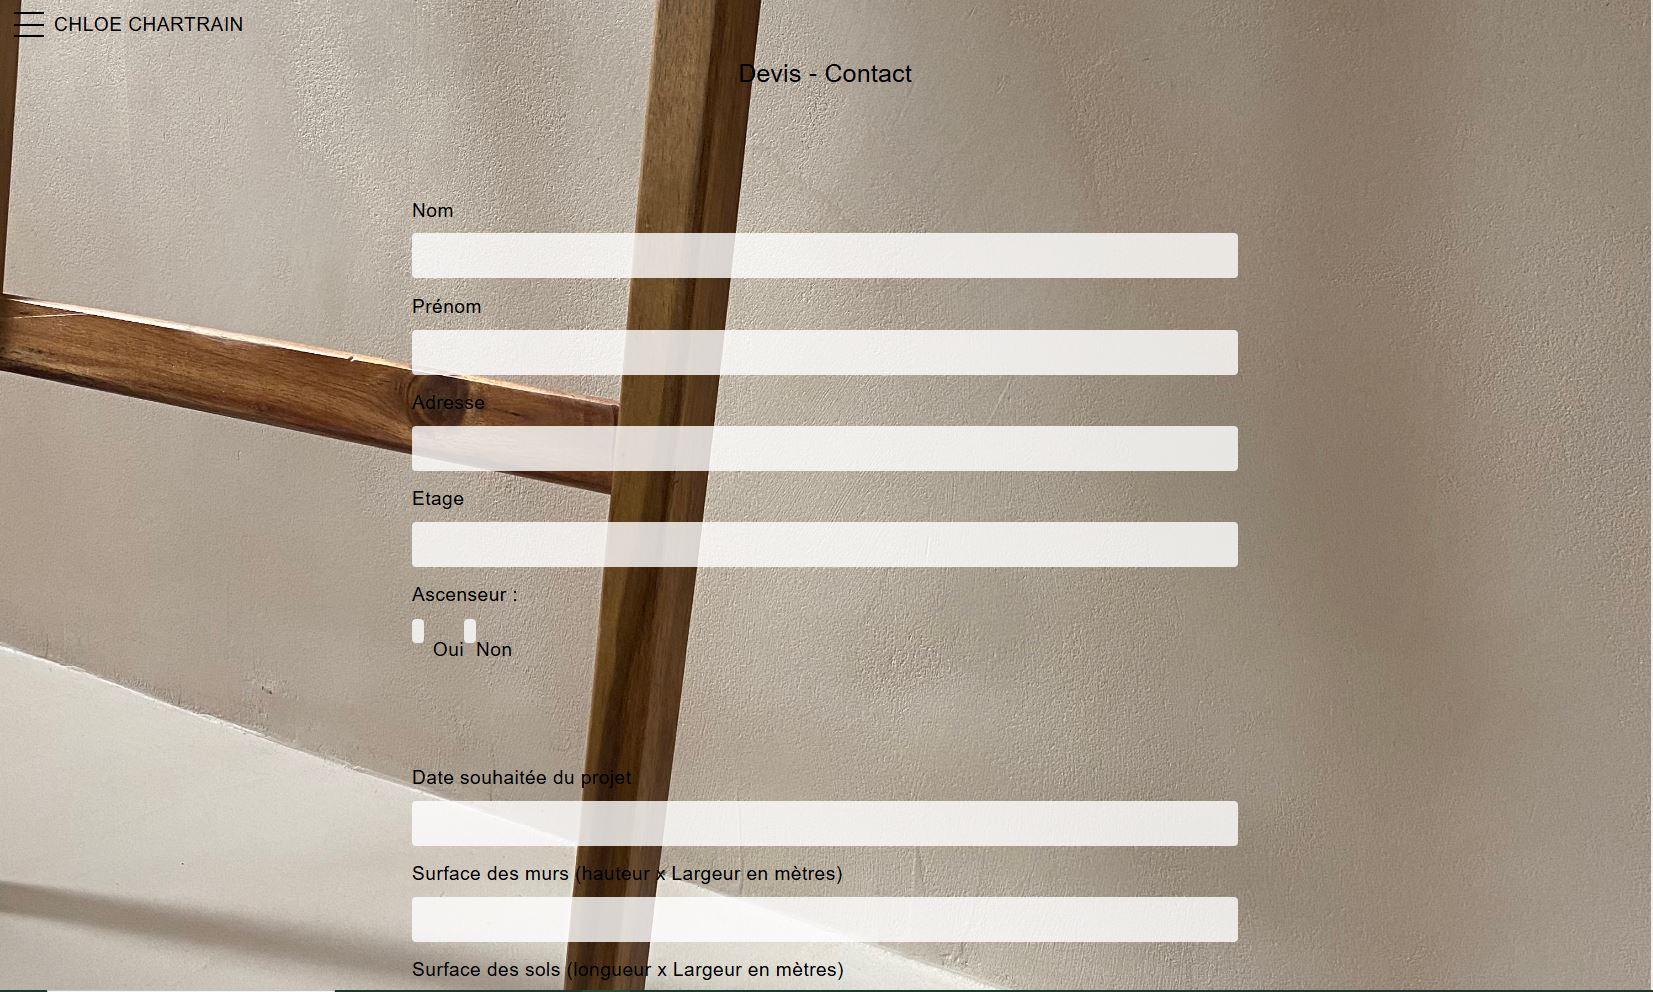 CHLOE CHARTRAIN
Devis - Contact
Nom
Prénom
Adresse
Etage
Ascenseur :
Oui Non
Date souhaitée du projet
Surface des murs (hauteur x Largeur en mètres)
Surface des sols (longueur x Largeur en mètres)